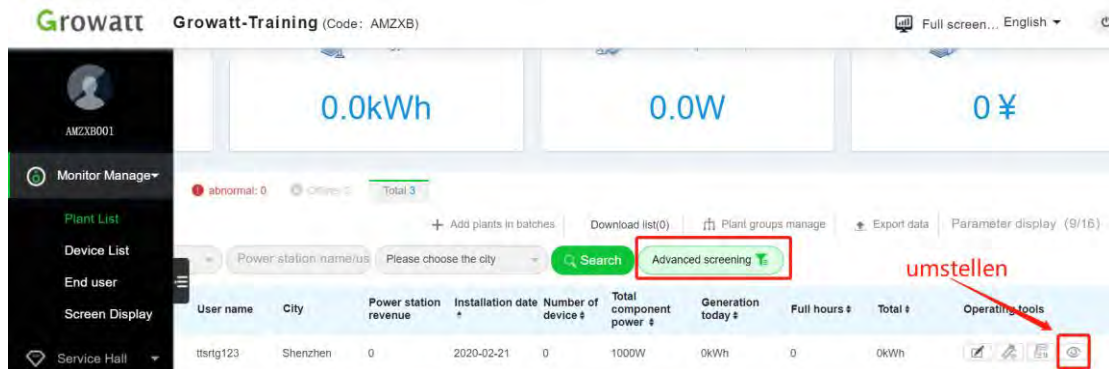 Growatt Growatt-Training (Code: AMZXB) Full screen... English
AMZXB001
0.0kWh 0.0W 0 ¥
Monitor Manage
abnormal: 0 Total 3
Plant List
Add plants in batches Download list(0) Plant groups manage Export data Parameter display (9/16)
Device List
Power station name/us Please choose the city Search Advanced screening
umstellen
End user
Screen Display
User name City Power station revenue Installation date Number of device Total component power Generation today Full hours Total Operating tools
Service Hall
ttsrtg123 Shenzhen 0 2020-02-21 0 1000W 0kWh 0 0kWh